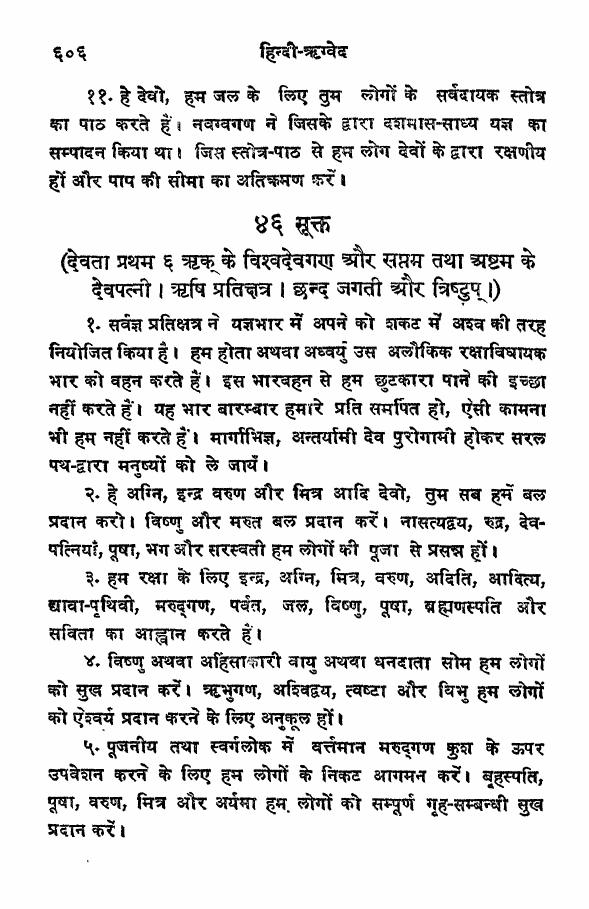 ६०६ हिन्दी-ऋग्वेद
११. हे देवो, हम जल के लिए तुम लोगों के सर्वदायक स्तोत्र
का पाठ करते हैं। नवग्वगण ने जिसके द्वारा दशमास-साध्य यज्ञ का
सम्पादन किया था। जिस स्तोत्र-पाठ से हम लोग देवों के द्वारा रक्षणीय
हों और पाप की सीमा का अतिक्रमण करें।
४६ सूक्त
(देवता प्रथम ६ ऋक् के विश्वदेवगण और सप्तम तथा अष्टम के
देवपत्नी। ऋषि प्रतिक्षत्र। छन्द जगती और त्रिष्टुप्।)
१. सर्वज्ञ प्रतिक्षत्र ने यज्ञभार में अपने को शकट में अश्व की तरह
नियोजित किया है। हम होता अथवा अध्वर्यु उस अलौकिक रक्षाविधायक
भार को वहन करते हैं। इस भारवहन से हम छुटकारा पाने की इच्छा
नहीं करते हैं। यह भार बारम्बार हमारे प्रति समर्पित हो, ऐसी कामना
भी हम नहीं करते हैं। मार्गाभिज्ञ, अन्तर्यामी देव पुरोगामी होकर सरल
पथ-द्वारा मनुष्यों को ले जायँ।
२. हे अग्नि, इन्द्र वरुण और मित्र आदि देवो, तुम सब हमें बल
प्रदान करो। विष्णु और मरुत बल प्रदान करें। नासत्यद्वय, रुद्र, देव-
पत्नियाँ, पूषा, भग और सरस्वती हम लोगों की पूजा से प्रसन्न हों।
३. हम रक्षा के लिए इन्द्र, अग्नि, मित्र, वरुण, अदिति, आदित्य,
द्यावा-पृथिवी, मरुद्गण, पर्वत, जल, विष्णु, पूषा, ब्रह्मणस्पति और
सविता का आह्वान करते हैं।
४. विष्णु अथवा अहिंसाकारी वायु अथवा धनदाता सोम हम लोगों
को सुख प्रदान करें। ऋभुगण, अश्विद्वय, त्वष्टा और विभु हम लोगों
को ऐश्वर्य प्रदान करने के लिए अनुकूल हों।
५. पूजनीय तथा स्वर्गलोक में वर्त्तमान मरुद्गण कुश के ऊपर
उपवेशन करने के लिए हम लोगों के निकट आगमन करें। बृहस्पति,
पूषा, वरुण, मित्र और अर्यमा हम लोगों को सम्पूर्ण गृह-सम्बन्धी सुख
प्रदान करें।